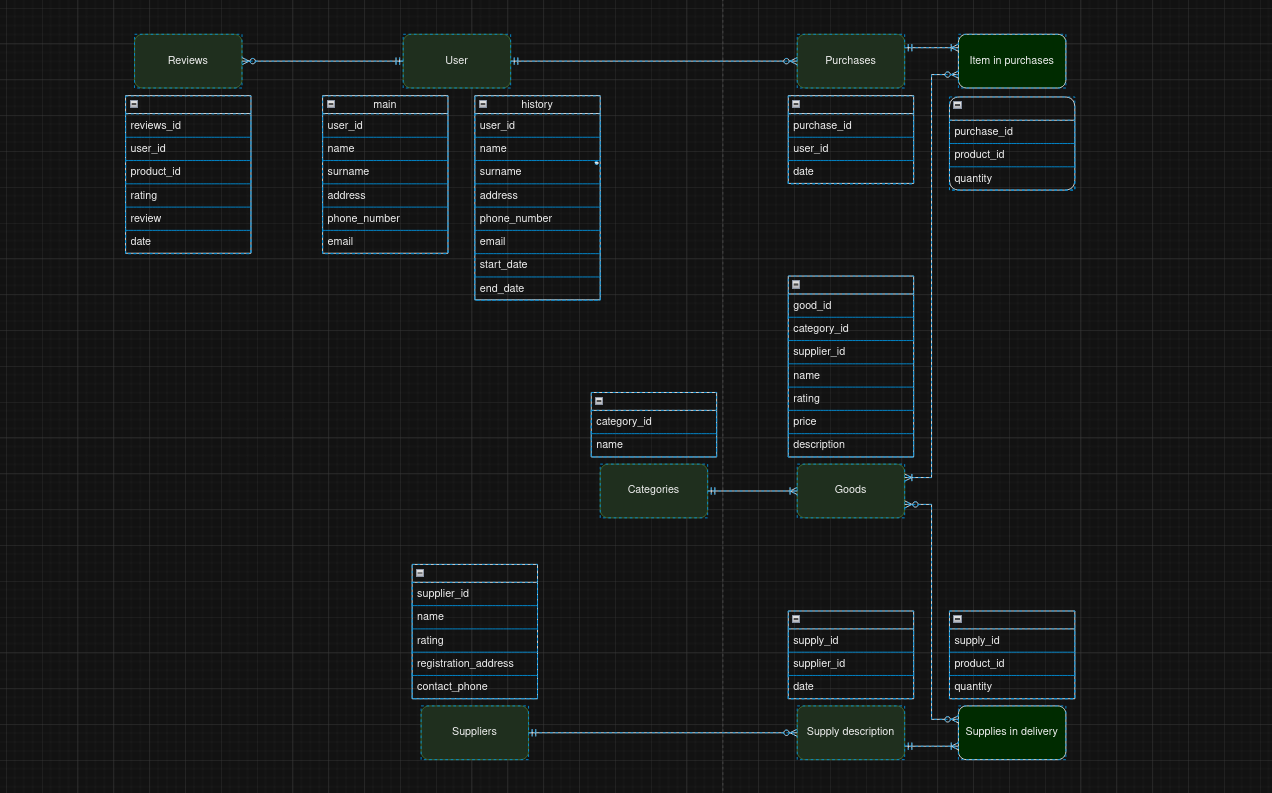 Reviews
User
Purchases
Item in purchases
reviews_id
user_id
product_id
rating
review
date
main
user_id
name
surname
address
phone_number
email
history
user_id
name
surname
address
phone_number
email
start_date
end_date
purchase_id
user_id
date
purchase_id
product_id
quantity
good_id
category_id
supplier_id
name
rating
price
description
category_id
name
Categories
Goods
supplier_id
name
rating
registration_address
contact_phone
supply_id
supplier_id
date
supply_id
product_id
quantity
Suppliers
Supply description
Supplies in delivery